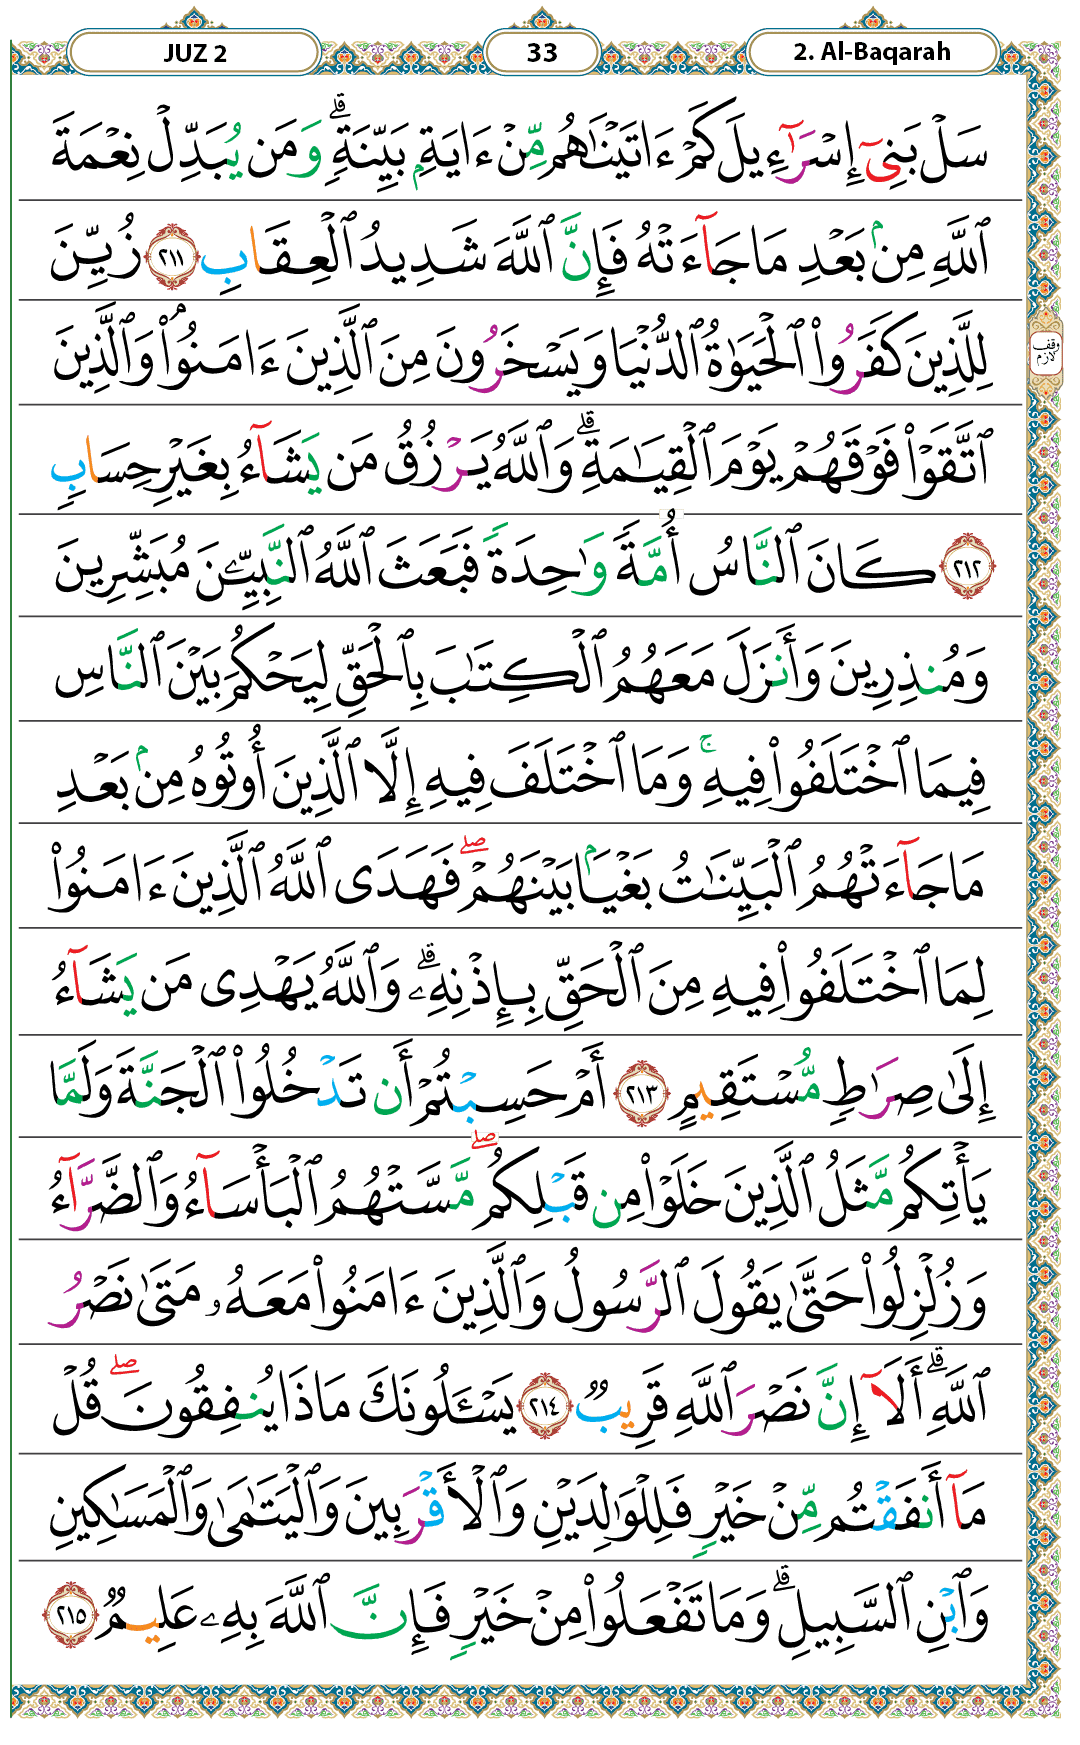 JUZ 2
33
2. Al-Baqarah
سَلْ بَنِىٓ إِسْرَٰٓءِيلَ كَمْ ءَاتَيْنَٰهُم مِّنْ ءَايَةٍۭ بَيِّنَةٍ ۗ وَمَن يُبَدِّلْ نِعْمَةَ
ٱللَّهِ مِنۢ بَعْدِ مَا جَآءَتْهُ فَإِنَّ ٱللَّهَ شَدِيدُ ٱلْعِقَابِ ٢١١ زُيِّنَ
لِلَّذِينَ كَفَرُوا۟ ٱلْحَيَوٰةُ ٱلدُّنْيَا وَيَسْخَرُونَ مِنَ ٱلَّذِينَ ءَامَنُوا۟ ۘ وَٱلَّذِينَ
وقف لازم
ٱتَّقَوْا۟ فَوْقَهُمْ يَوْمَ ٱلْقِيَٰمَةِ ۗ وَٱللَّهُ يَرْزُقُ مَن يَشَآءُ بِغَيْرِ حِسَابٍ
٢١٢ كَانَ ٱلنَّاسُ أُمَّةً وَٰحِدَةً فَبَعَثَ ٱللَّهُ ٱلنَّبِيِّۦنَ مُبَشِّرِينَ
وَمُنذِرِينَ وَأَنزَلَ مَعَهُمُ ٱلْكِتَٰبَ بِٱلْحَقِّ لِيَحْكُمَ بَيْنَ ٱلنَّاسِ
فِيمَا ٱخْتَلَفُوا۟ فِيهِ ۚ وَمَا ٱخْتَلَفَ فِيهِ إِلَّا ٱلَّذِينَ أُوتُوهُ مِنۢ بَعْدِ
مَا جَآءَتْهُمُ ٱلْبَيِّنَٰتُ بَغْيًۢا بَيْنَهُمْ ۖ فَهَدَى ٱللَّهُ ٱلَّذِينَ ءَامَنُوا۟
لِمَا ٱخْتَلَفُوا۟ فِيهِ مِنَ ٱلْحَقِّ بِإِذْنِهِۦ ۗ وَٱللَّهُ يَهْدِى مَن يَشَآءُ
إِلَىٰ صِرَٰطٍ مُّسْتَقِيمٍ ٢١٣ أَمْ حَسِبْتُمْ أَن تَدْخُلُوا۟ ٱلْجَنَّةَ وَلَمَّا
يَأْتِكُم مَّثَلُ ٱلَّذِينَ خَلَوْا۟ مِن قَبْلِكُم ۖ مَّسَّتْهُمُ ٱلْبَأْسَآءُ وَٱلضَّرَّآءُ
وَزُلْزِلُوا۟ حَتَّىٰ يَقُولَ ٱلرَّسُولُ وَٱلَّذِينَ ءَامَنُوا۟ مَعَهُۥ مَتَىٰ نَصْرُ
ٱللَّهِ ۗ أَلَآ إِنَّ نَصْرَ ٱللَّهِ قَرِيبٌ ٢١٤ يَسْـَٔلُونَكَ مَاذَا يُنفِقُونَ ۖ قُلْ
مَآ أَنفَقْتُم مِّنْ خَيْرٍ فَلِلْوَٰلِدَيْنِ وَٱلْأَقْرَبِينَ وَٱلْيَتَٰمَىٰ وَٱلْمَسَٰكِينِ
وَٱبْنِ ٱلسَّبِيلِ ۗ وَمَا تَفْعَلُوا۟ مِنْ خَيْرٍ فَإِنَّ ٱللَّهَ بِهِۦ عَلِيمٌ ٢١٥